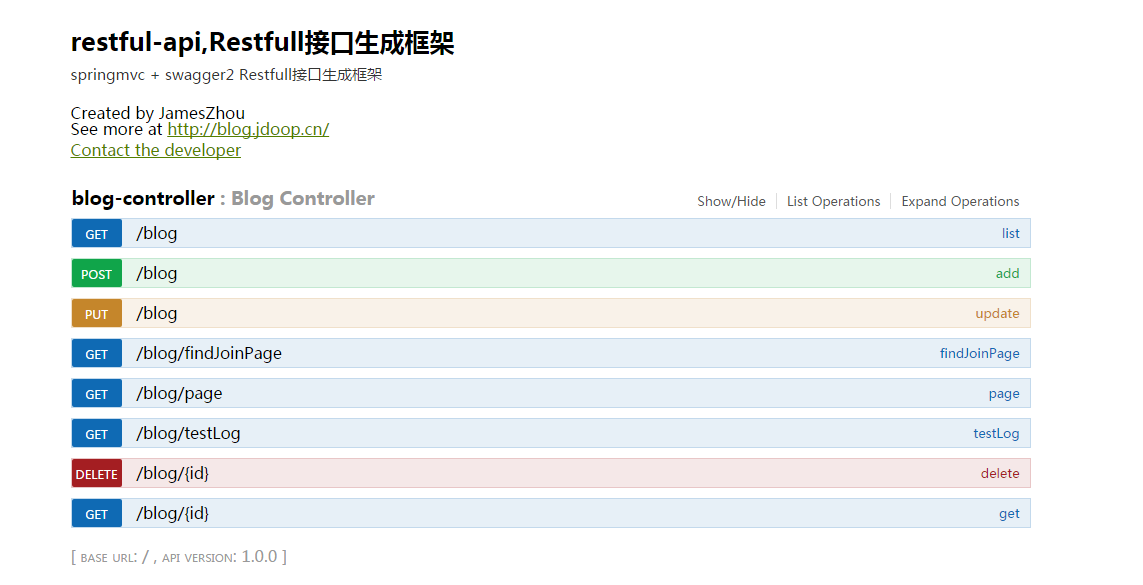 restful-api,Restfull接口生成框架
springmvc + swagger2 Restfull接口生成框架
Created by JamesZhou
See more at http://blog.jdoop.cn/
Contact the developer
blog-controller : Blog Controller Show/Hide List Operations Expand Operations
GET /blog list
POST /blog add
PUT /blog update
GET /blog/findJoinPage findJoinPage
GET /blog/page page
GET /blog/testLog testLog
DELETE /blog/{id} delete
GET /blog/{id} get
[ BASE URL: / , API VERSION: 1.0.0 ]